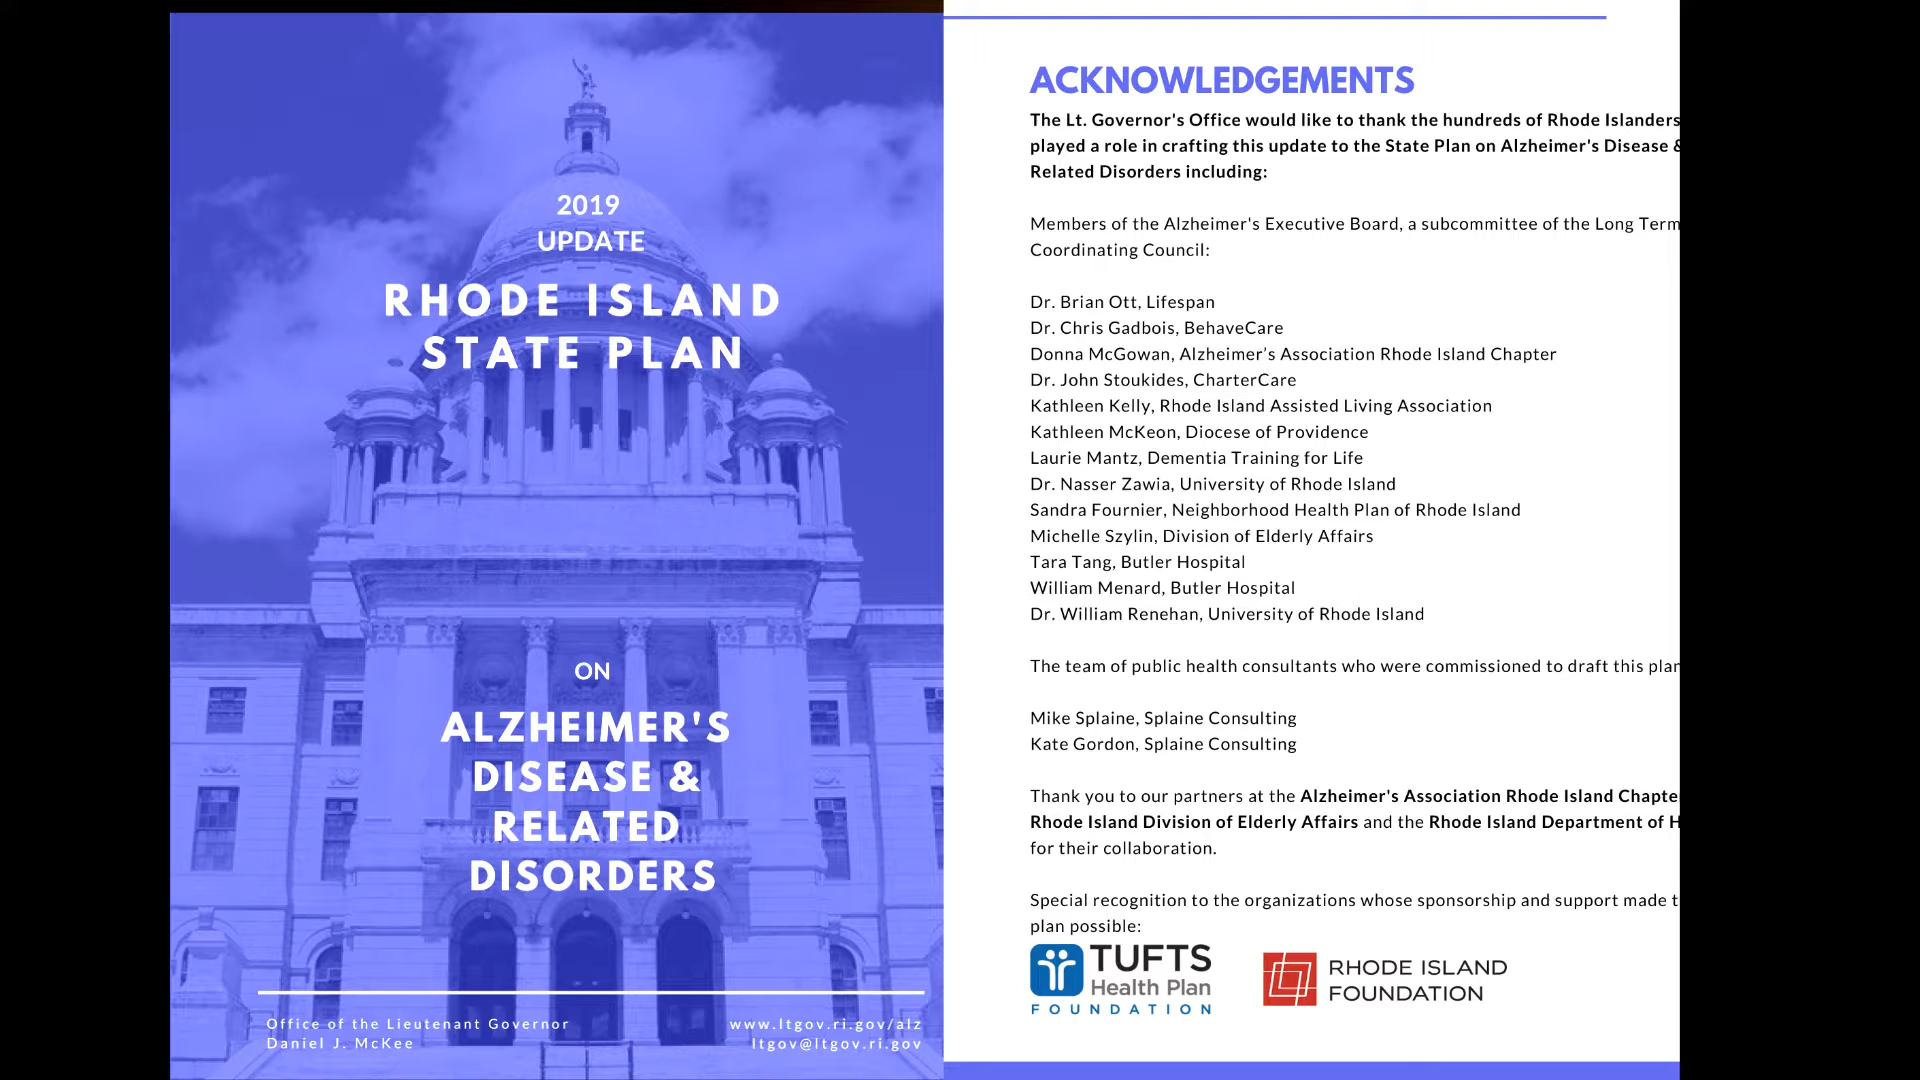 2019
UPDATE
RHODE ISLAND
STATE PLAN
ON
ALZHEIMER'S
DISEASE &
RELATED
DISORDERS
Office of the Lieutenant Governor
Daniel J. McKee
www.ltgov.ri.gov/alz
ltgov@ltgov.ri.gov
ACKNOWLEDGEMENTS
The Lt. Governor's Office would like to thank the hundreds of Rhode Islanders
played a role in crafting this update to the State Plan on Alzheimer's Disease &
Related Disorders including:
Members of the Alzheimer's Executive Board, a subcommittee of the Long Term
Coordinating Council:
Dr. Brian Ott, Lifespan
Dr. Chris Gadbois, BehaveCare
Donna McGowan, Alzheimer’s Association Rhode Island Chapter
Dr. John Stoukides, CharterCare
Kathleen Kelly, Rhode Island Assisted Living Association
Kathleen McKeon, Diocese of Providence
Laurie Mantz, Dementia Training for Life
Dr. Nasser Zawia, University of Rhode Island
Sandra Fournier, Neighborhood Health Plan of Rhode Island
Michelle Szylin, Division of Elderly Affairs
Tara Tang, Butler Hospital
William Menard, Butler Hospital
Dr. William Renehan, University of Rhode Island
The team of public health consultants who were commissioned to draft this plan
Mike Splaine, Splaine Consulting
Kate Gordon, Splaine Consulting
Thank you to our partners at the Alzheimer's Association Rhode Island Chapte
Rhode Island Division of Elderly Affairs and the Rhode Island Department of H
for their collaboration.
Special recognition to the organizations whose sponsorship and support made t
plan possible:
TUFTS
Health Plan
FOUNDATION
RHODE ISLAND
FOUNDATION